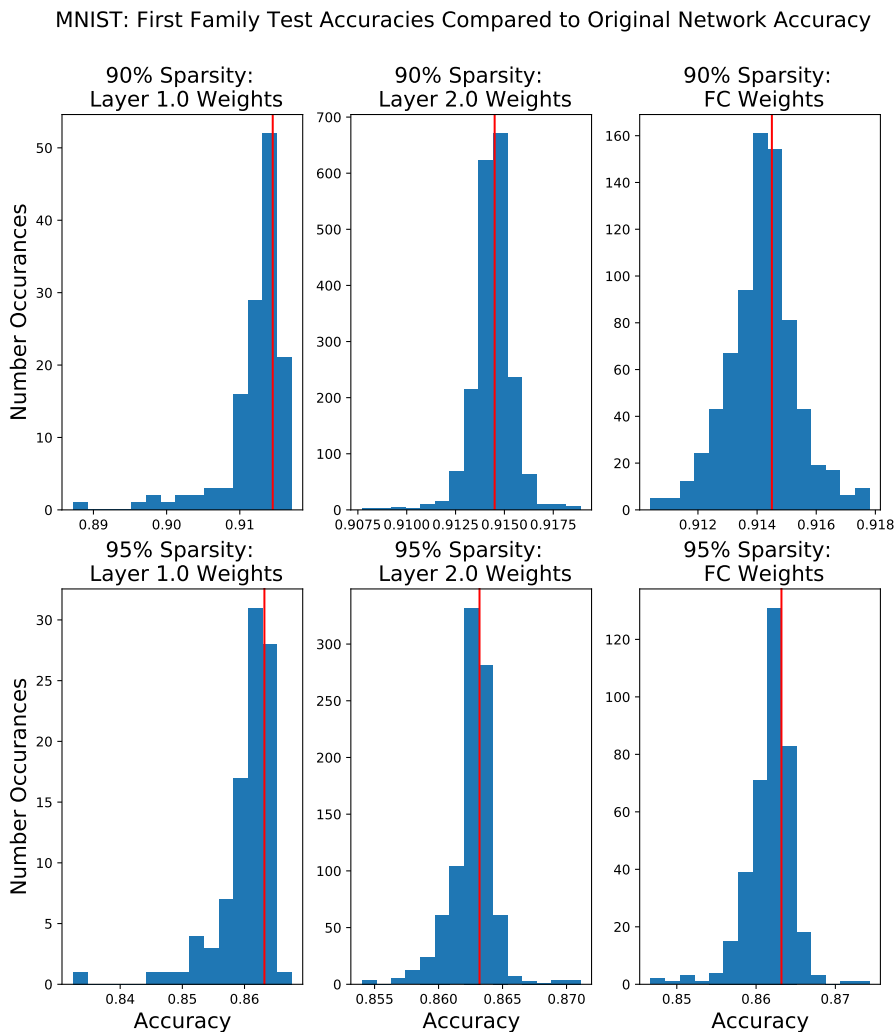 MNIST: First Family Test Accuracies Compared to Original Network Accuracy
90% Sparsity:
Layer 1.0 Weights
90% Sparsity:
Layer 2.0 Weights
90% Sparsity:
FC Weights
Number Occurances
50
40
30
20
10
0
0.89 0.90 0.91
700
600
500
400
300
200
100
0
0.9075 0.9100 0.9125 0.9150 0.9175
160
140
120
100
80
60
40
20
0
0.912 0.914 0.916 0.918
95% Sparsity:
Layer 1.0 Weights
95% Sparsity:
Layer 2.0 Weights
95% Sparsity:
FC Weights
Number Occurances
30
25
20
15
10
5
0
0.84 0.85 0.86
Accuracy
300
250
200
150
100
50
0
0.855 0.860 0.865 0.870
Accuracy
120
100
80
60
40
20
0
0.85 0.86 0.87
Accuracy